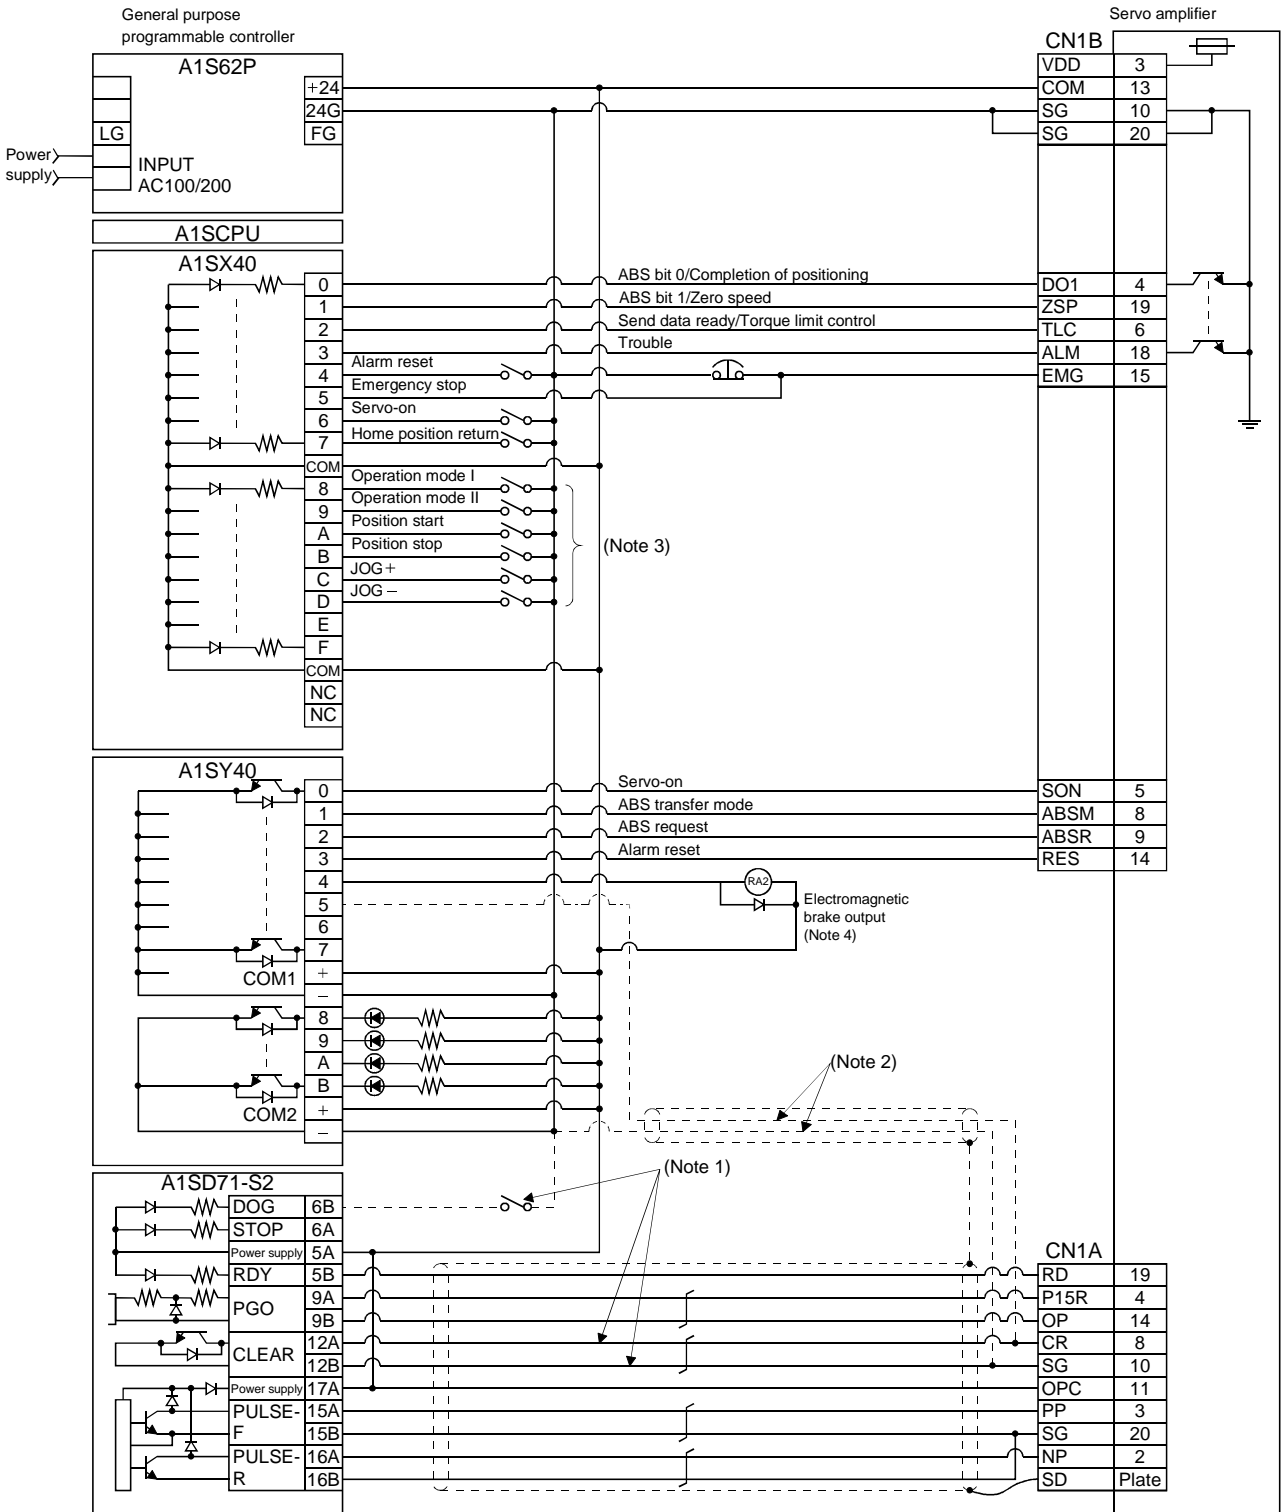 General purpose
programmable controller
Servo amplifier
A1S62P
CN1B
+24
24G
FG
LG
Power
supply
INPUT
AC100/200
VDD 3
COM 13
SG 10
SG 20
A1SCPU
A1SX40
0
1
2
3
4
5
6
7
COM
8
9
A
B
C
D
E
F
COM
NC
NC
ABS bit 0/Completion of positioning
ABS bit 1/Zero speed
Send data ready/Torque limit control
Trouble
Alarm reset
Emergency stop
Servo-on
Home position return
Operation mode I
Operation mode II
Position start
Position stop
JOG+
JOG−
(Note 3)
DO1 4
ZSP 19
TLC 6
ALM 18
EMG 15
A1SY40
0
1
2
3
4
5
6
7
COM1
+
−
8
9
A
B
COM2
+
−
Servo-on
ABS transfer mode
ABS request
Alarm reset
RA2
Electromagnetic
brake output
(Note 4)
SON 5
ABSM 8
ABSR 9
RES 14
(Note 2)
(Note 1)
A1SD71-S2
DOG 6B
STOP 6A
Power supply 5A
RDY 5B
PGO 9A
9B
CLEAR 12A
12B
Power supply 17A
PULSE- 15A
F 15B
PULSE- 16A
R 16B
CN1A
RD 19
P15R 4
OP 14
CR 8
SG 10
OPC 11
PP 3
SG 20
NP 2
SD Plate